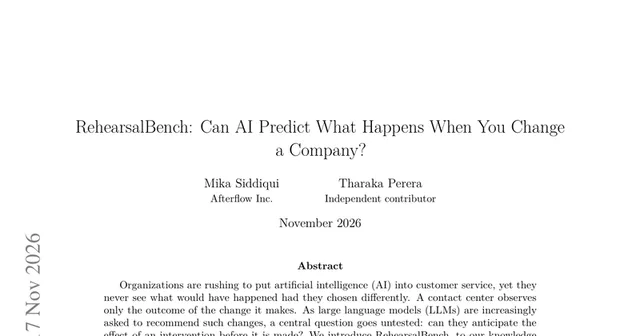 RehearsalBench: Can AI Predict What Happens When You Change
a Company?
Mika Siddiqui
Tharaka Perera
Afterflow Inc.
Independent contributor
November 2026
7 Nov 2026
Abstract
Organizations are rushing to put artificial intelligence (AI) into customer service, yet they
never see what would have happened had they chosen differently. A contact center observes
only the outcome of the change it makes. As large language models (LLMs) are increasingly
asked to recommend such changes, a central question goes untested: can they anticipate the
effect of an intervention before it is made? We introduce RehearsalBench, to our knowledge